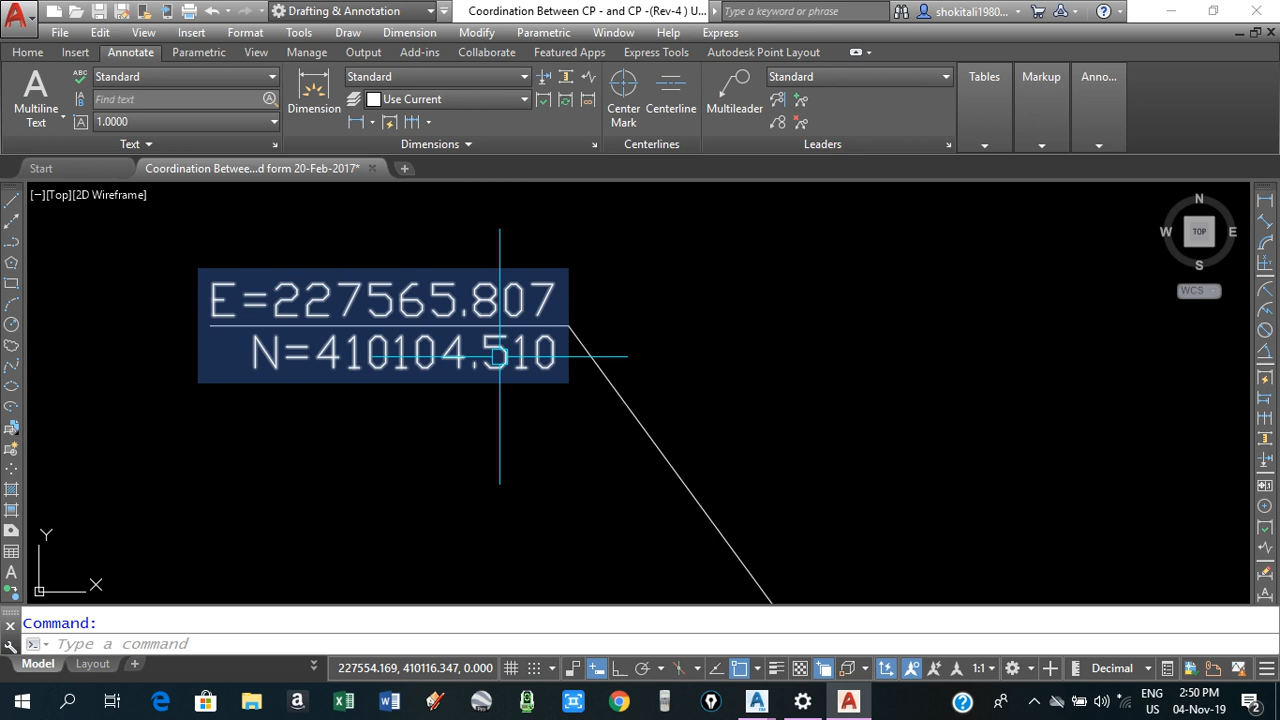 Drafting & Annotation
Coordination Between CP - and CP -(Rev-4 ) U...
Type a keyword or phrase
shokitali1980...
File Edit View Insert Format Tools Draw Dimension Modify Parametric Window Help Express
Home Insert Annotate Parametric View Manage Output Add-ins Collaborate Featured Apps Express Tools Autodesk Point Layout
Multiline Text
ABC
Standard
Find text
1.0000
Dimension
Standard
Use Current
Center Mark
Centerline
Multileader
Standard
Tables
Markup
Anno...
Text
Dimensions
Centerlines
Leaders
Start
Coordination Betwee...d form 20-Feb-2017*
[−][Top][2D Wireframe]
N
W TOP E
S
WCS
E=227565.807
N=410104.510
Y
X
Command:
Type a command
Model Layout
227554.169, 410116.347, 0.000
1:1
Decimal
ENG
US
2:50 PM
04-Nov-19